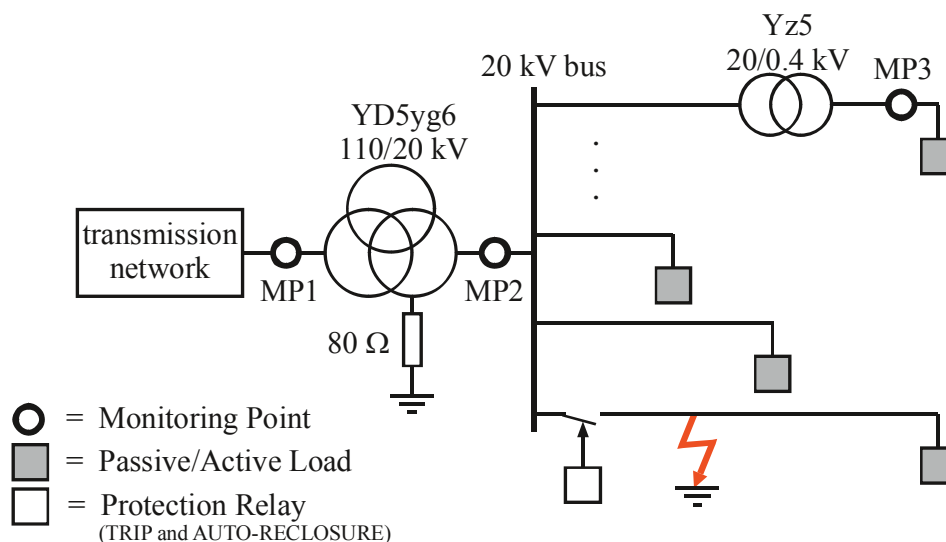 Yz5
20/0.4 kV
MP3
20 kV bus
YD5yg6
110/20 kV
transmission
network
MP1
MP2
80 Ω
= Monitoring Point
= Passive/Active Load
= Protection Relay
(TRIP and AUTO-RECLOSURE)